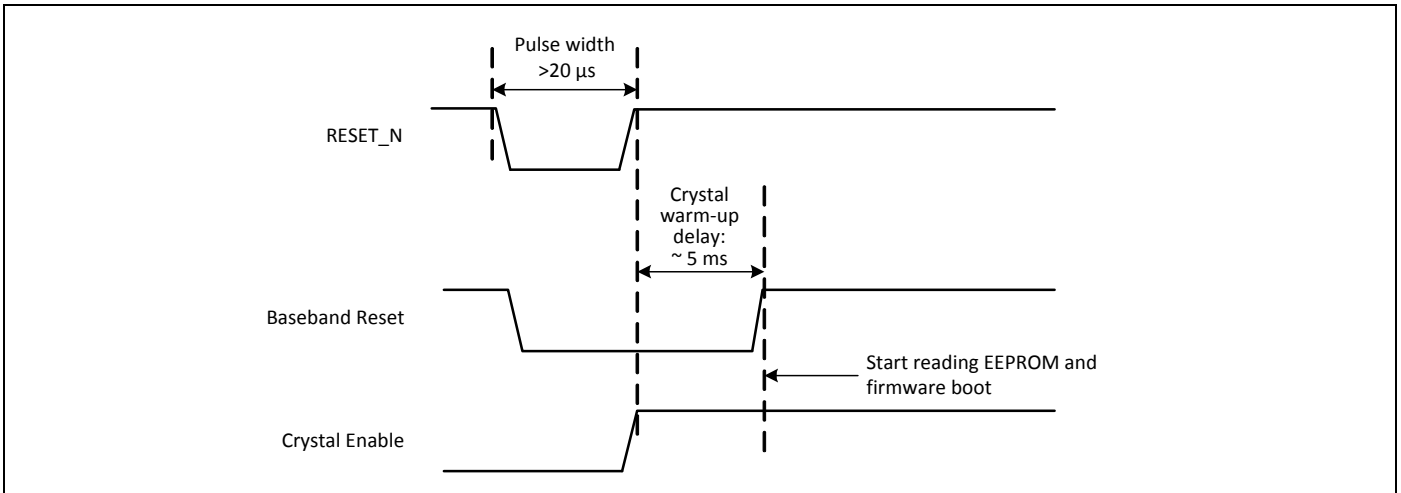 Pulse width
>20 µs
RESET_N
Crystal
warm-up
delay:
~ 5 ms
Baseband Reset
Start reading EEPROM and
firmware boot
Crystal Enable